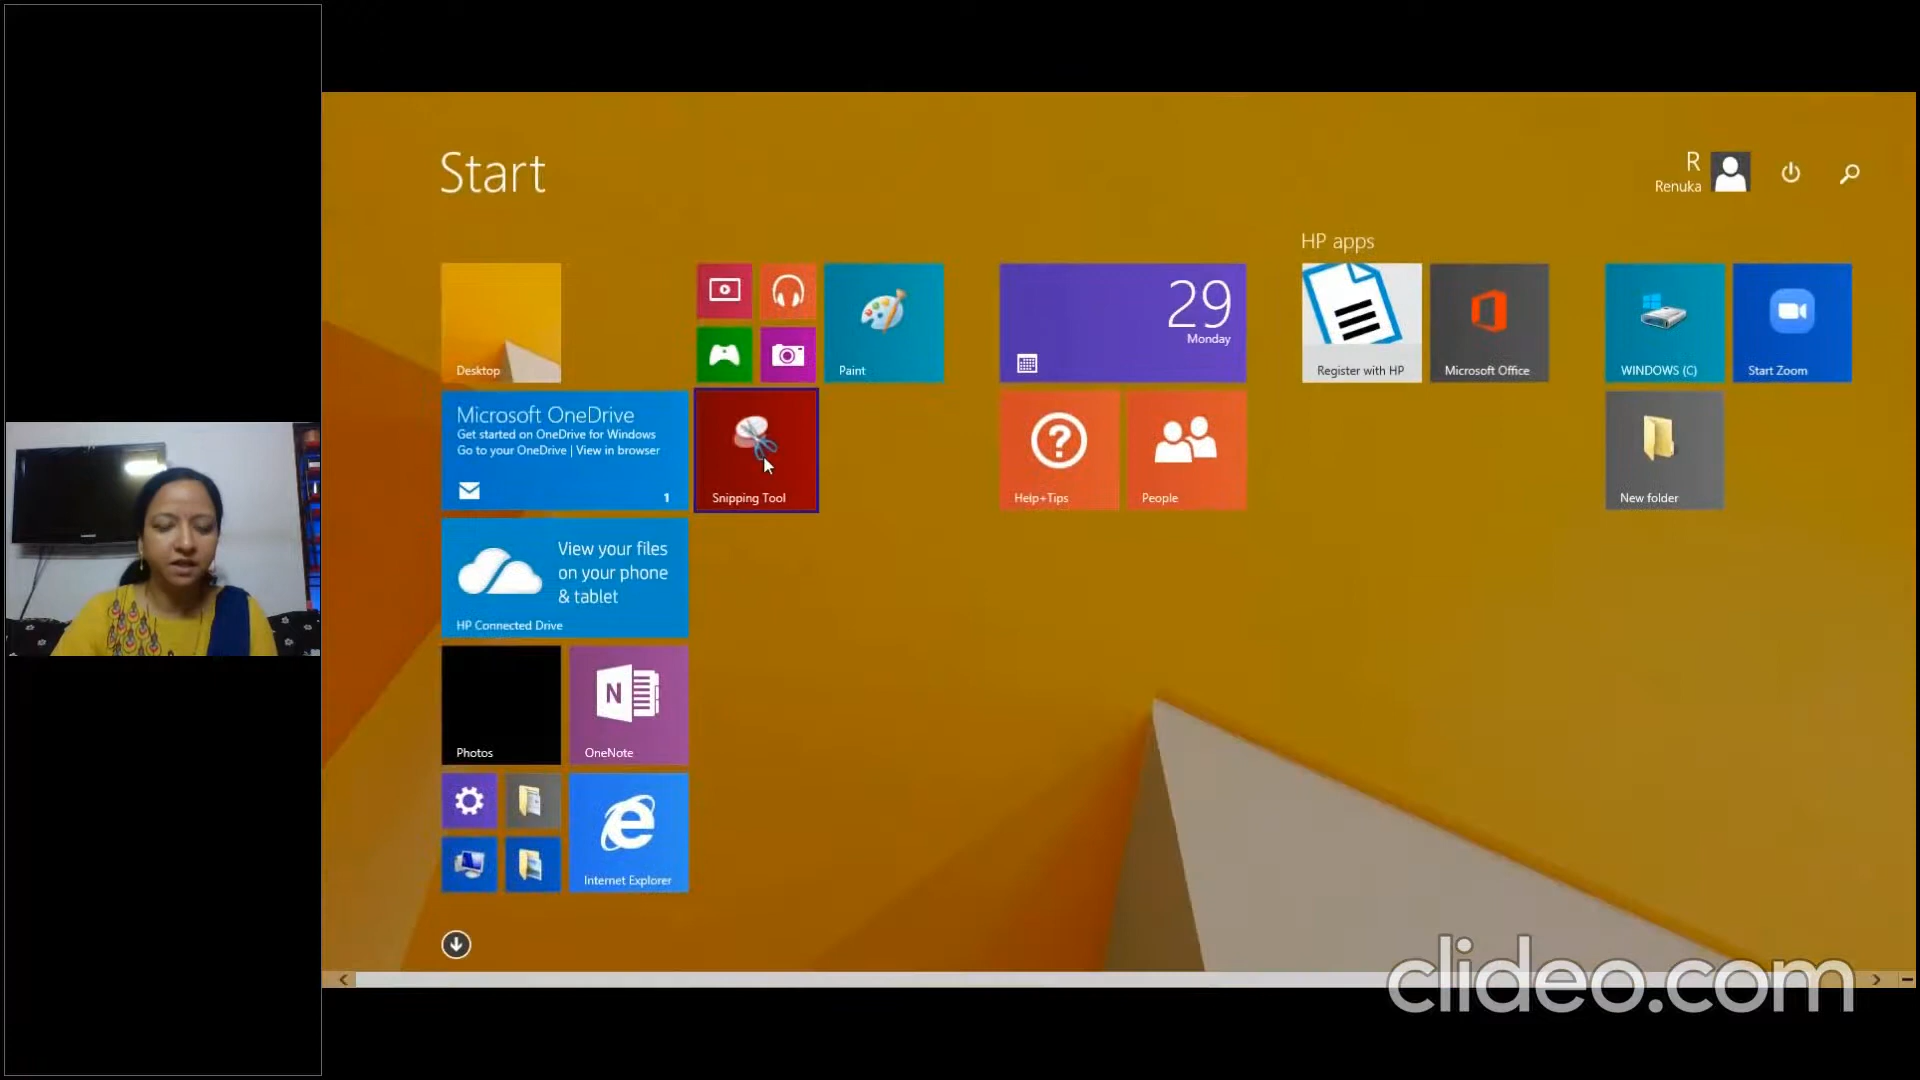 Start
R
Renuka
HP apps
Desktop
Paint
29
Monday
Register with HP
Microsoft Office
WINDOWS (C)
Start Zoom
Microsoft OneDrive
Get started on OneDrive for Windows
Go to your OneDrive | View in browser
1
Snipping Tool
Help+Tips
People
New folder
View your files
on your phone
& tablet
HP Connected Drive
Photos
N
OneNote
Internet Explorer
clideo.com